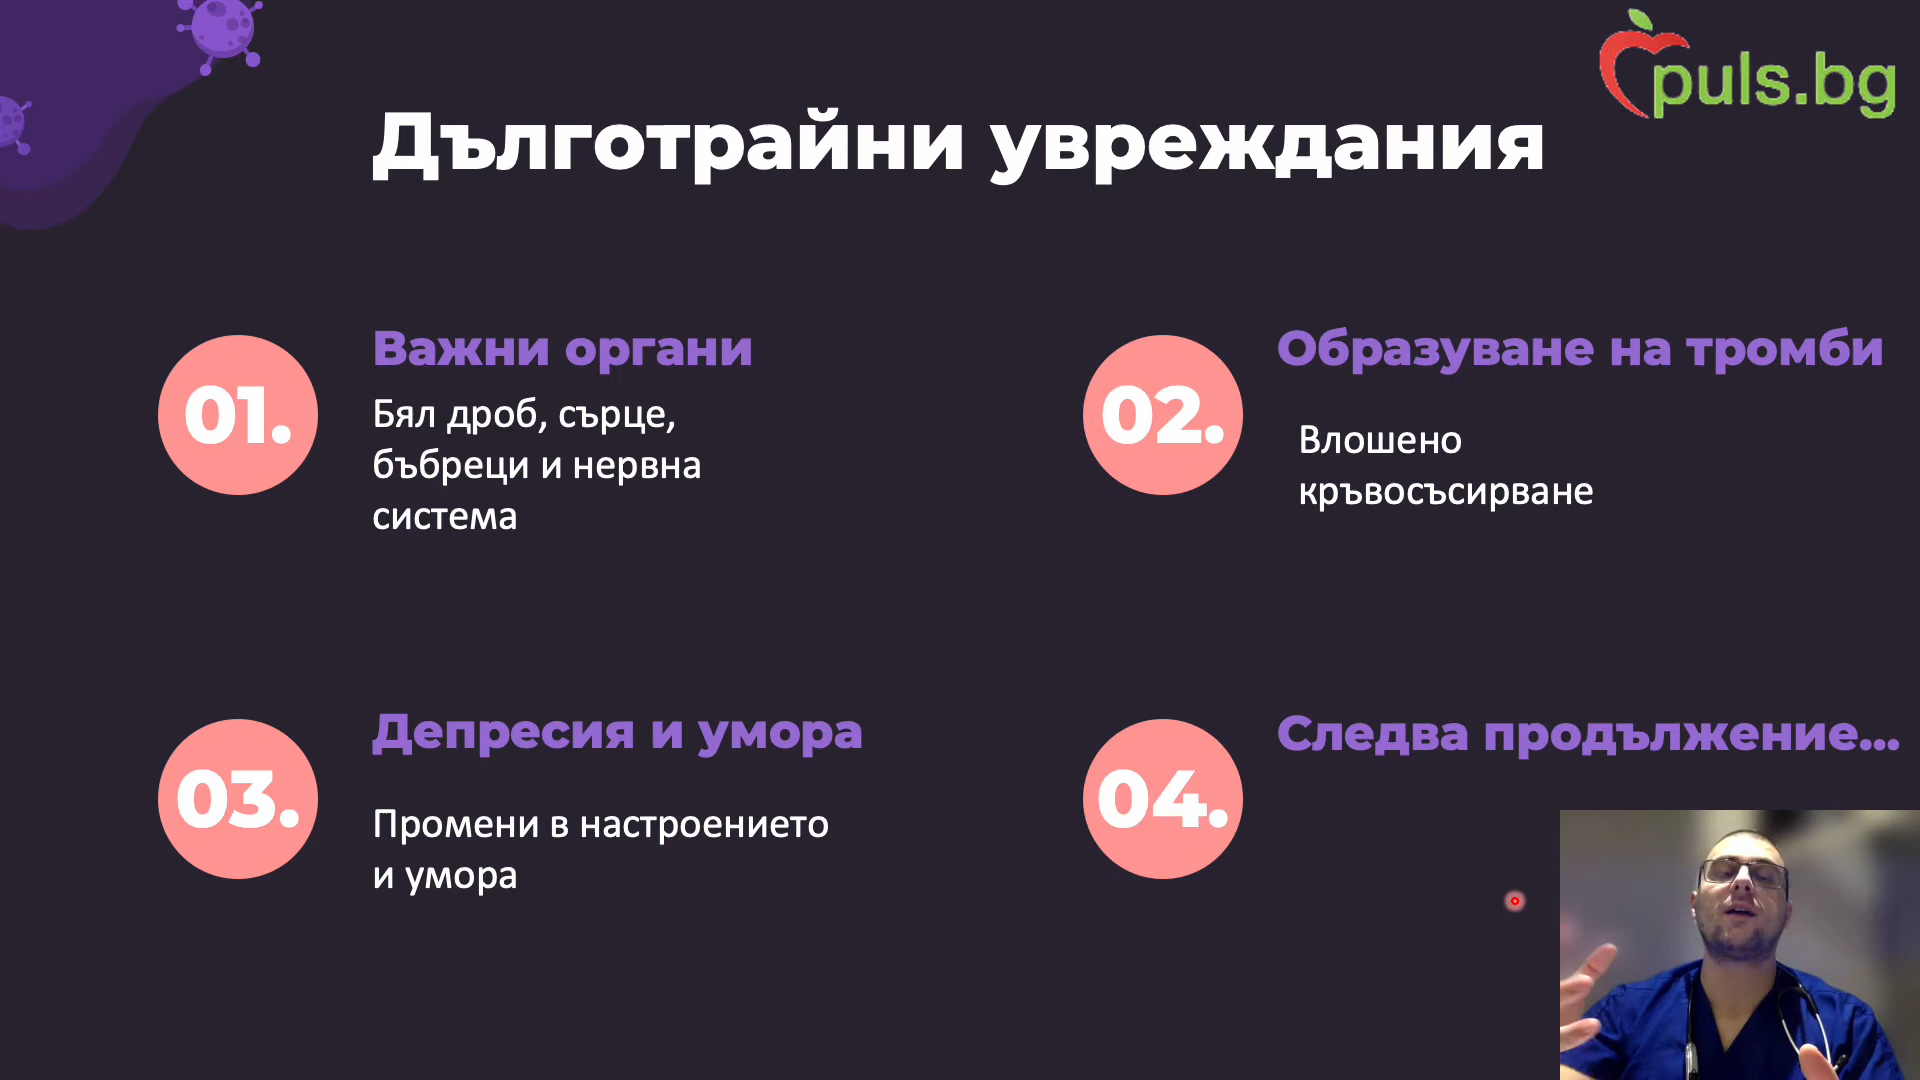 puls.bg
Дълготрайни увреждания
01.
Важни органи
Бял дроб, сърце,
бъбреци и нервна
система
02.
Образуване на тромби
Влошено
кръвосъсирване
03.
Депресия и умора
Промени в настроението
и умора
04.
Следва продължение...